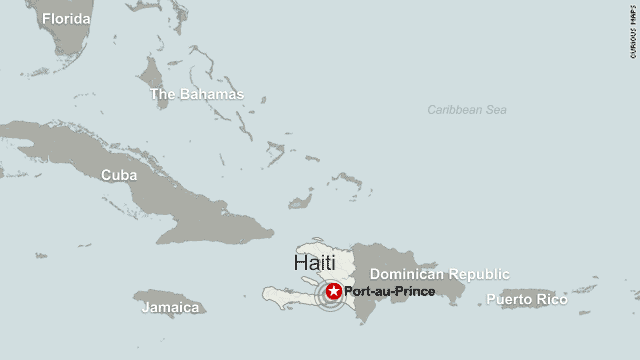 Florida
CURIOUS MAPS
The Bahamas
Caribbean Sea
Cuba
Haiti
Dominican Republic
Port-au-Prince
Puerto Rico
Jamaica